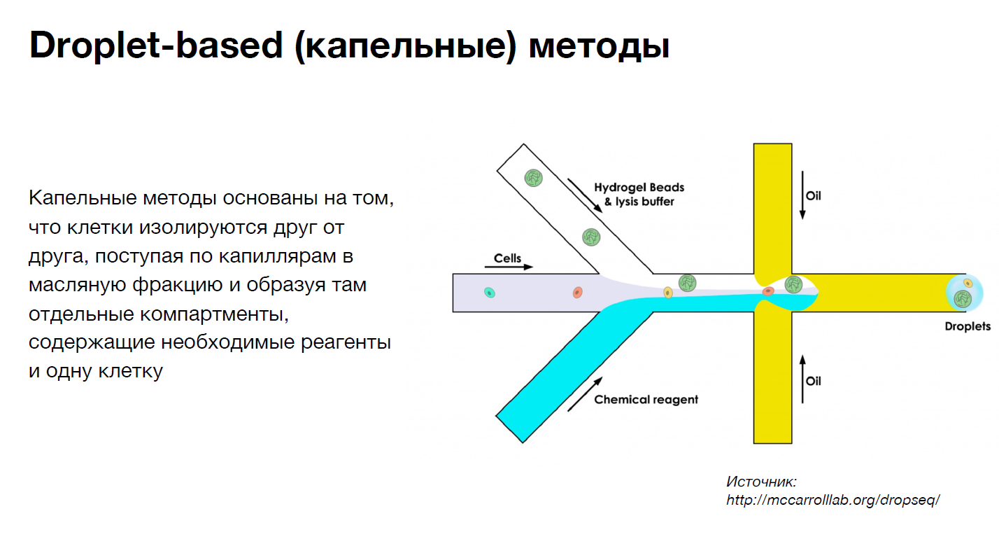 Droplet-based (капельные) методы
Капельные методы основаны на том,
что клетки изолируются друг от
друга, поступая по капиллярам в
масляную фракцию и образуя там
отдельные компартменты,
содержащие необходимые реагенты
и одну клетку
Hydrogel Beads
& lysis buffer
Oil
Cells
Droplets
Oil
Chemical reagent
Источник:
http://mccarrolllab.org/dropseq/